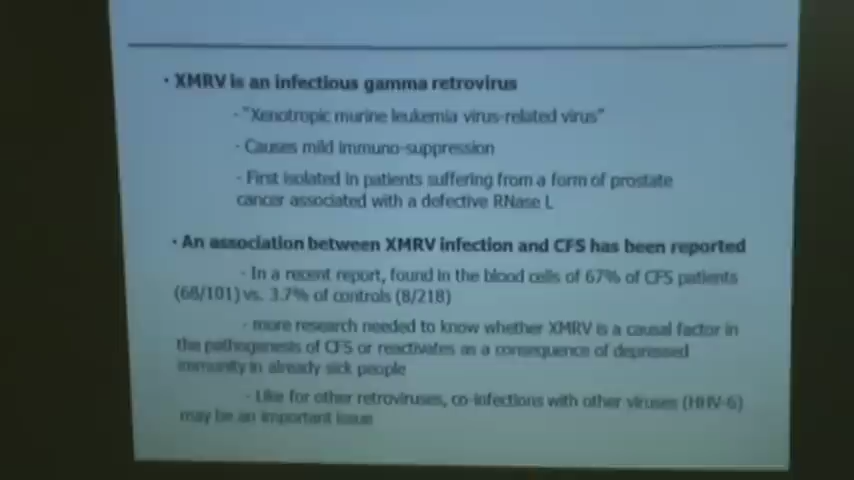 · XMRV is an infectious gamma retrovirus
- "Xenotropic murine leukemia virus-related virus"
- Causes mild immuno-suppression
- First isolated in patients suffering from a form of prostate
cancer associated with a defective RNase L
· An association between XMRV infection and CFS has been reported
- In a recent report, found in the blood cells of 67% of CFS patients
(68/101) vs. 3.7% of controls (8/218)
- more research needed to know whether XMRV is a causal factor in
the pathogenesis of CFS or reactivates as a consequence of depressed
immunity in already sick people
- Like for other retroviruses, co-infections with other viruses (HHV-6)
may be an important issue